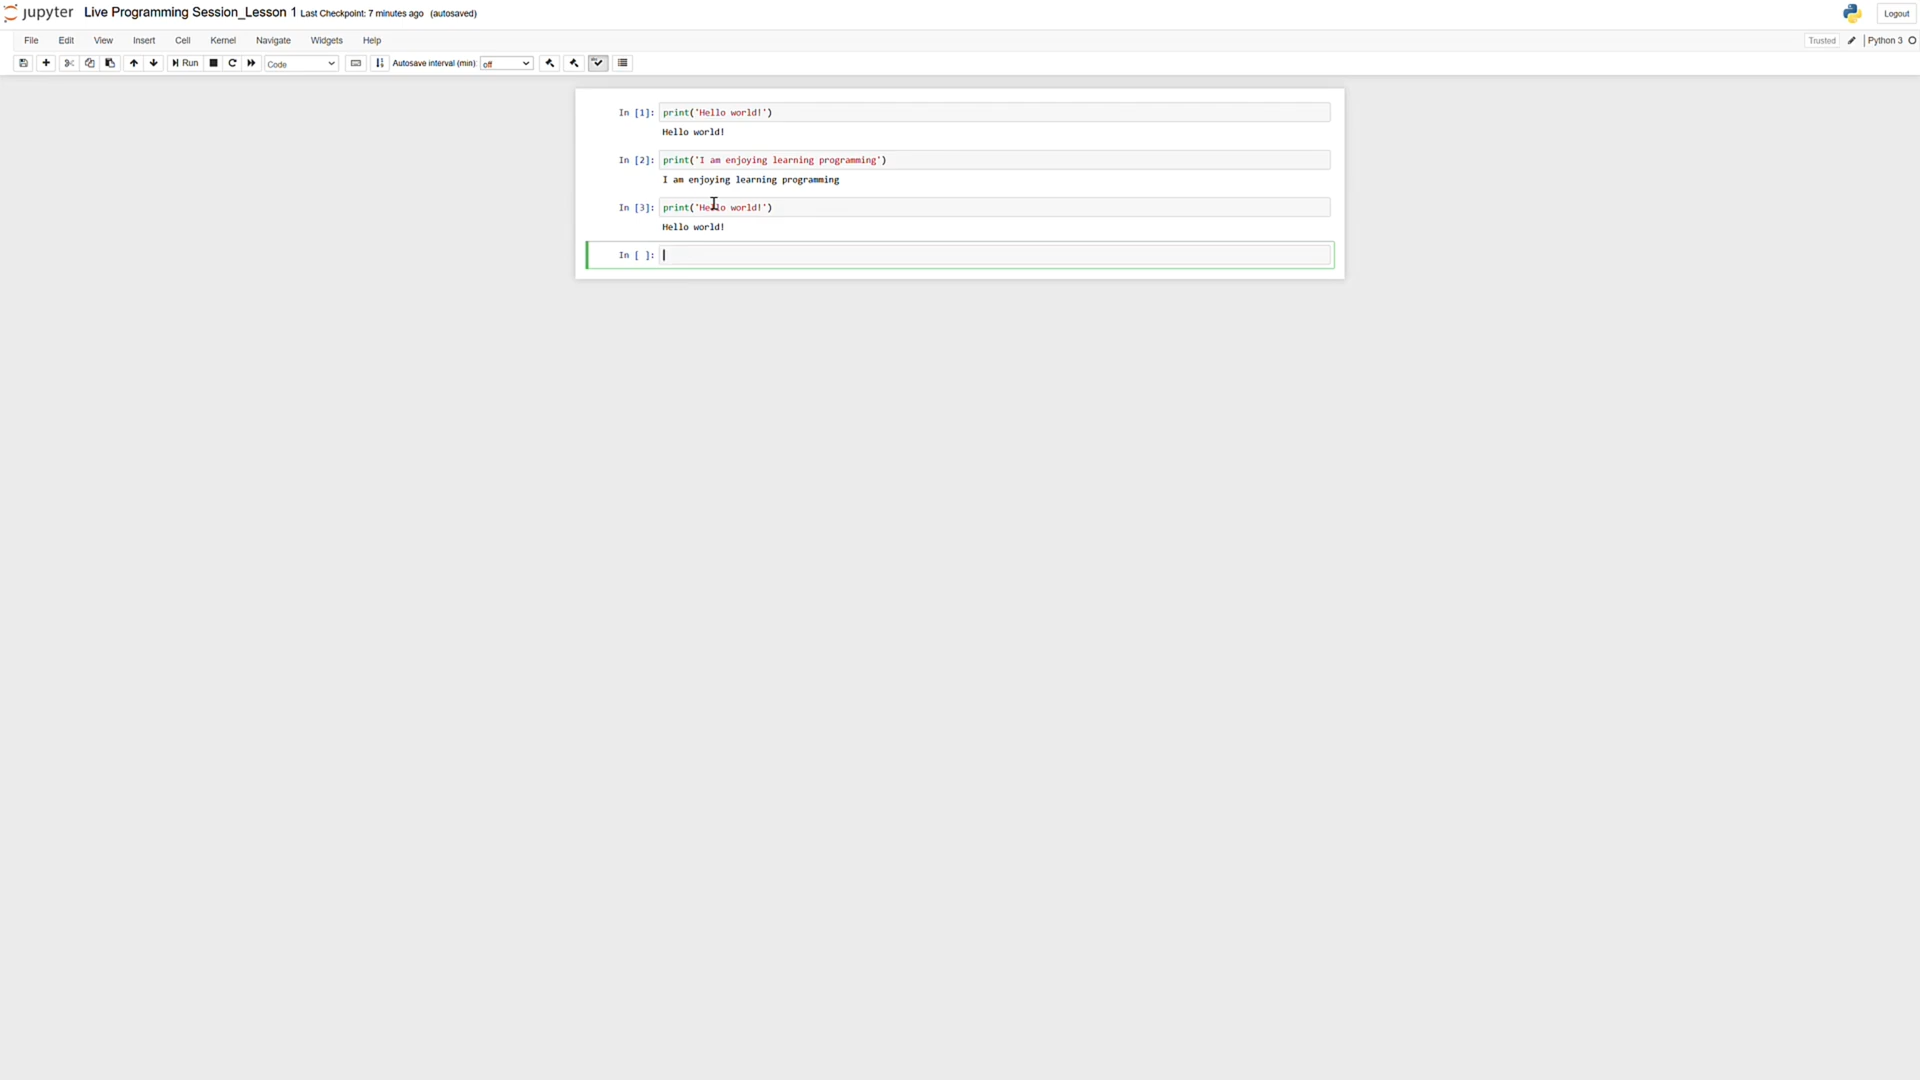 jupyter Live Programming Session_Lesson 1 Last Checkpoint: 7 minutes ago (autosaved) Logout
File Edit View Insert Cell Kernel Navigate Widgets Help Trusted Python 3
Run Code Autosave interval (min): off
In [1]: print('Hello world!')
Hello world!
In [2]: print('I am enjoying learning programming')
I am enjoying learning programming
In [3]: print('Hello world!')
Hello world!
In [ ]: